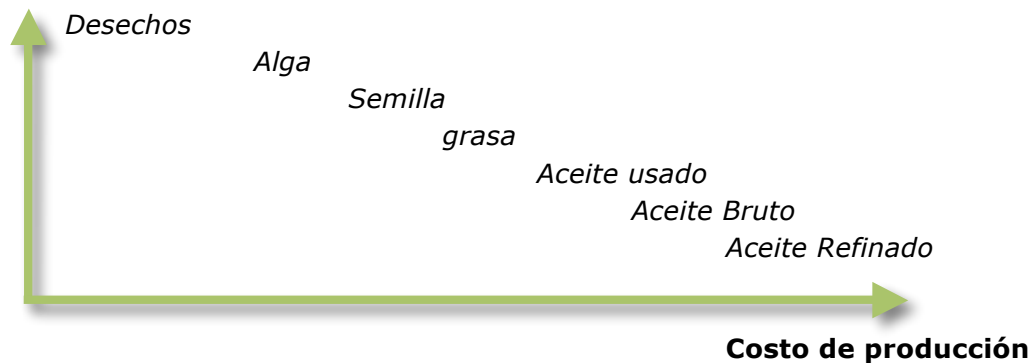 Desechos
Alga
Semilla
grasa
Aceite usado
Aceite Bruto
Aceite Refinado
Costo de producción